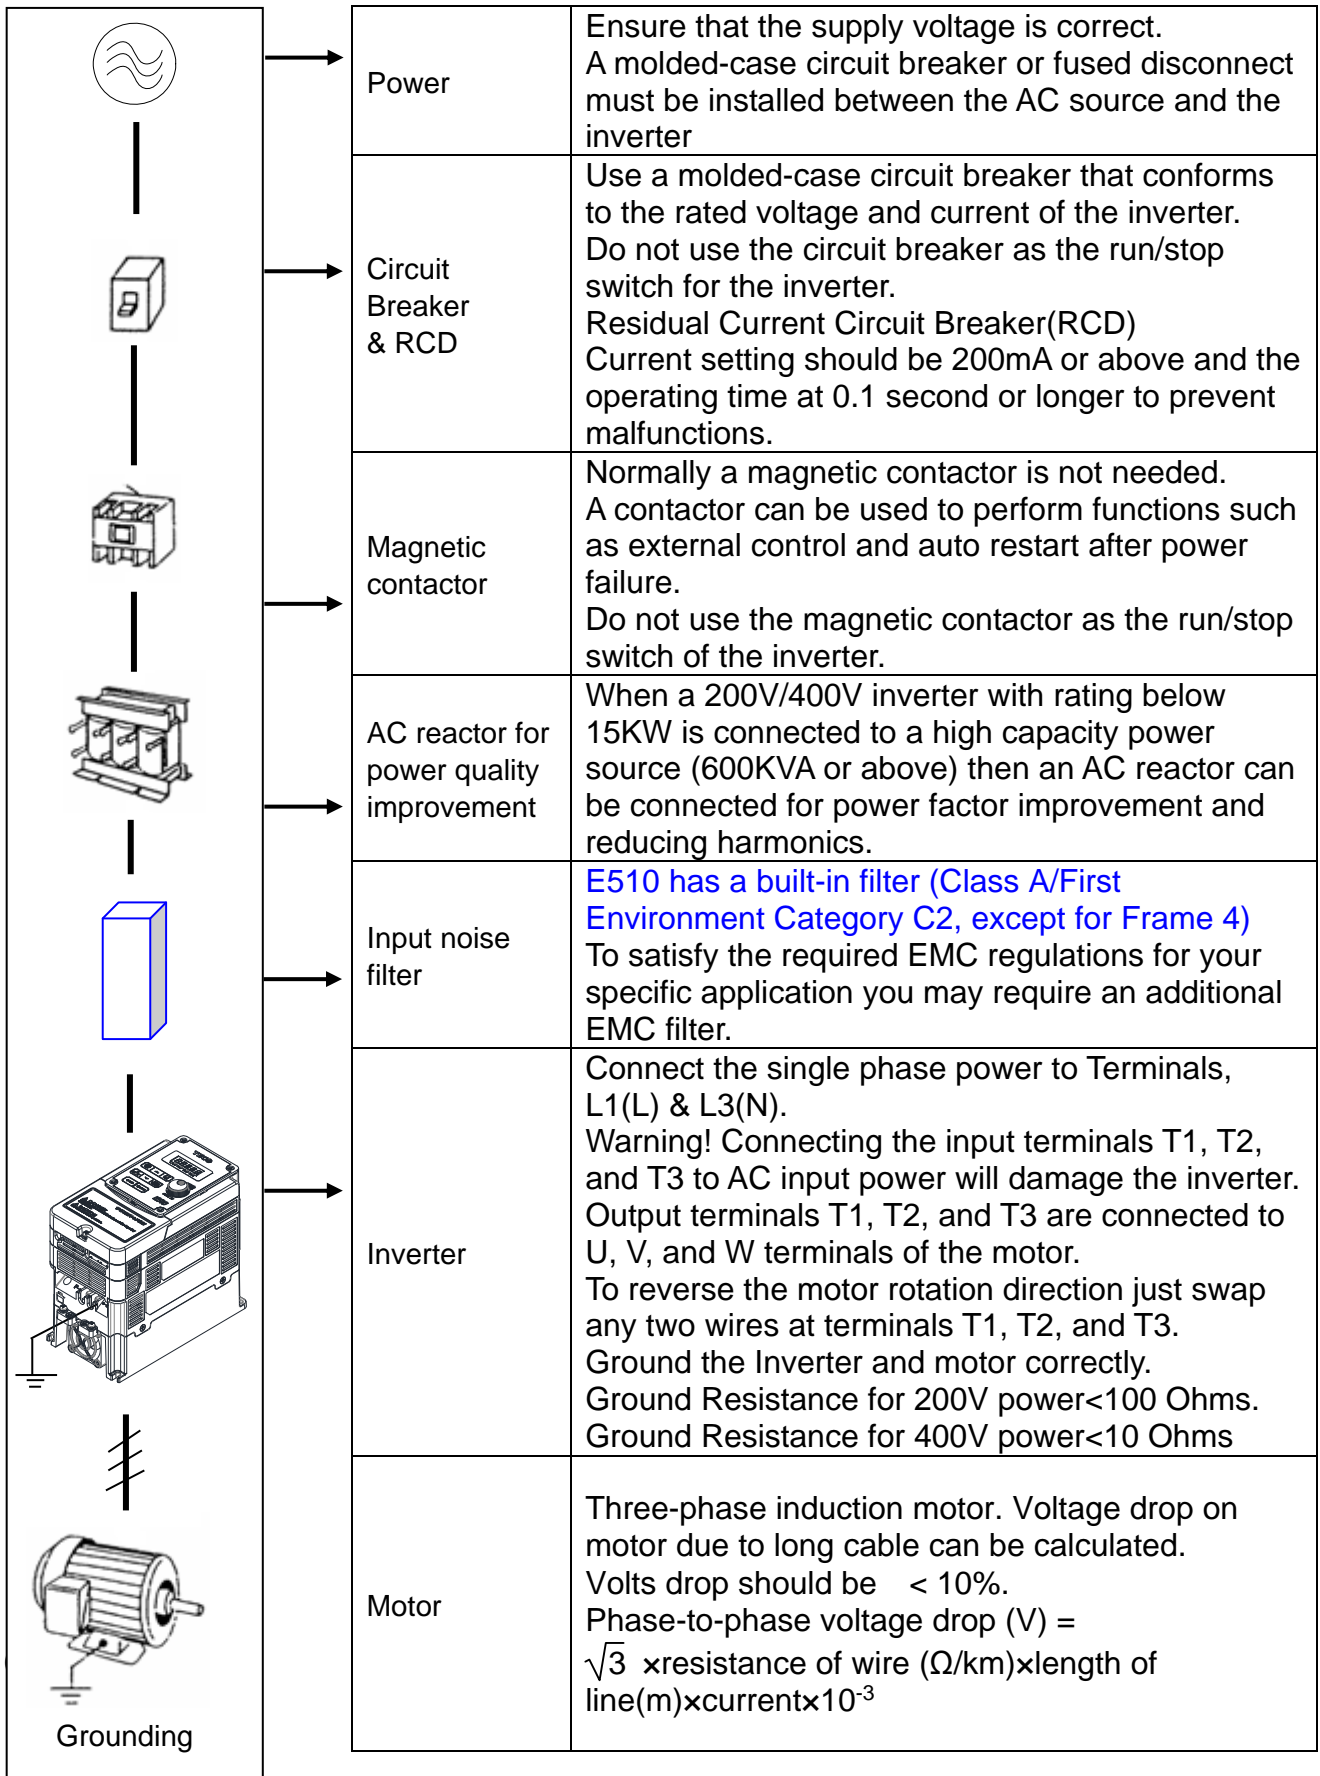 Power
Ensure that the supply voltage is correct.
A molded-case circuit breaker or fused disconnect
must be installed between the AC source and the
inverter
Circuit
Breaker
& RCD
Use a molded-case circuit breaker that conforms
to the rated voltage and current of the inverter.
Do not use the circuit breaker as the run/stop
switch for the inverter.
Residual Current Circuit Breaker(RCD)
Current setting should be 200mA or above and the
operating time at 0.1 second or longer to prevent
malfunctions.
Magnetic
contactor
Normally a magnetic contactor is not needed.
A contactor can be used to perform functions such
as external control and auto restart after power
failure.
Do not use the magnetic contactor as the run/stop
switch of the inverter.
AC reactor for
power quality
improvement
When a 200V/400V inverter with rating below
15KW is connected to a high capacity power
source (600KVA or above) then an AC reactor can
be connected for power factor improvement and
reducing harmonics.
Input noise
filter
E510 has a built-in filter (Class A/First
Environment Category C2, except for Frame 4)
To satisfy the required EMC regulations for your
specific application you may require an additional
EMC filter.
Inverter
Connect the single phase power to Terminals,
L1(L) & L3(N).
Warning! Connecting the input terminals T1, T2,
and T3 to AC input power will damage the inverter.
Output terminals T1, T2, and T3 are connected to
U, V, and W terminals of the motor.
To reverse the motor rotation direction just swap
any two wires at terminals T1, T2, and T3.
Ground the Inverter and motor correctly.
Ground Resistance for 200V power<100 Ohms.
Ground Resistance for 400V power<10 Ohms
Motor
Three-phase induction motor. Voltage drop on
motor due to long cable can be calculated.
Volts drop should be < 10%.
Phase-to-phase voltage drop (V) =
√3 ×resistance of wire (Ω/km)×length of
line(m)×current×10⁻³
Grounding